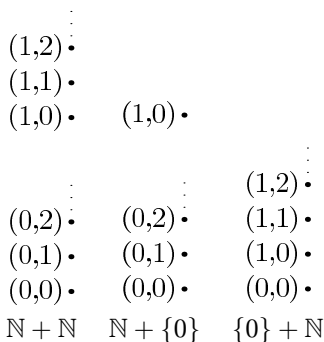 (1,2)
(1,1)
(1,0) (1,0)
(1,2)
(0,2) (0,2) (1,1)
(0,1) (0,1) (1,0)
(0,0) (0,0) (0,0)
ℕ + ℕ ℕ + {0} {0} + ℕ